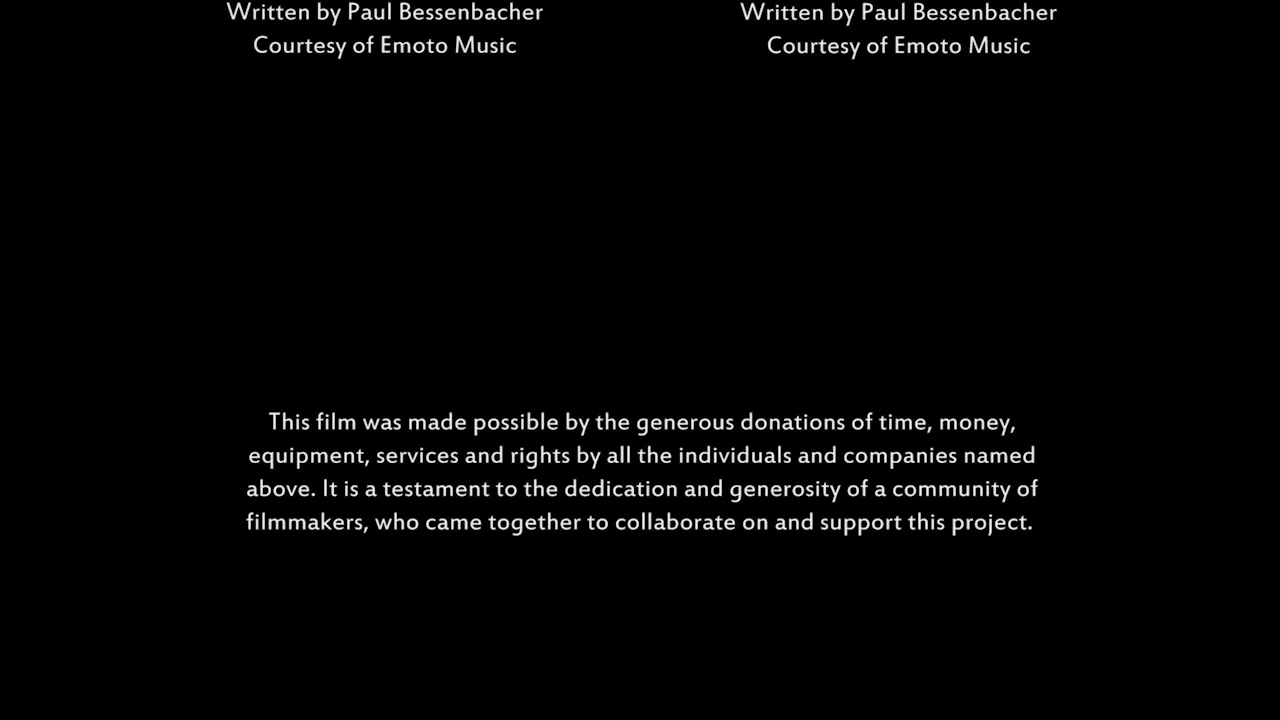 Written by Paul Bessenbacher
Courtesy of Emoto Music
Written by Paul Bessenbacher
Courtesy of Emoto Music
This film was made possible by the generous donations of time, money,
equipment, services and rights by all the individuals and companies named
above. It is a testament to the dedication and generosity of a community of
filmmakers, who came together to collaborate on and support this project.